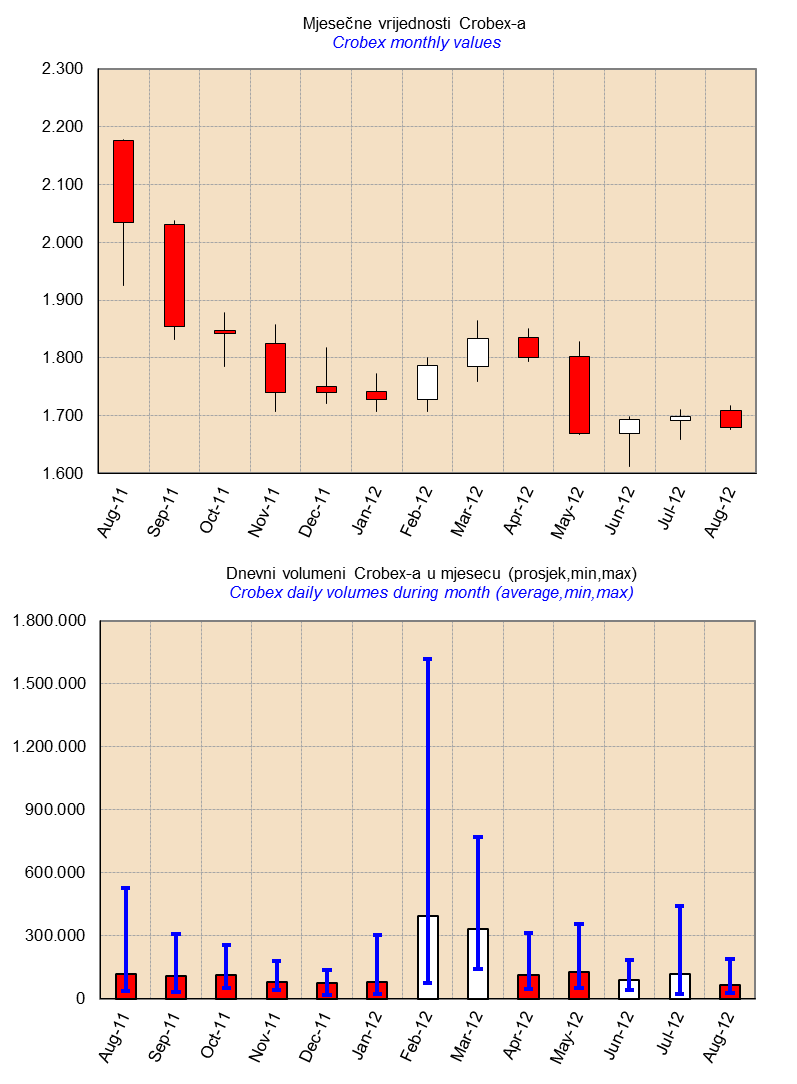 Mjesečne vrijednosti Crobex-a
Crobex monthly values
2.300
2.200
2.100
2.000
1.900
1.800
1.700
1.600
Aug-11 Sep-11 Oct-11 Nov-11 Dec-11 Jan-12 Feb-12 Mar-12 Apr-12 May-12 Jun-12 Jul-12 Aug-12
Dnevni volumeni Crobex-a u mjesecu (prosjek,min,max)
Crobex daily volumes during month (average,min,max)
1.800.000
1.500.000
1.200.000
900.000
600.000
300.000
0
Aug-11 Sep-11 Oct-11 Nov-11 Dec-11 Jan-12 Feb-12 Mar-12 Apr-12 May-12 Jun-12 Jul-12 Aug-12